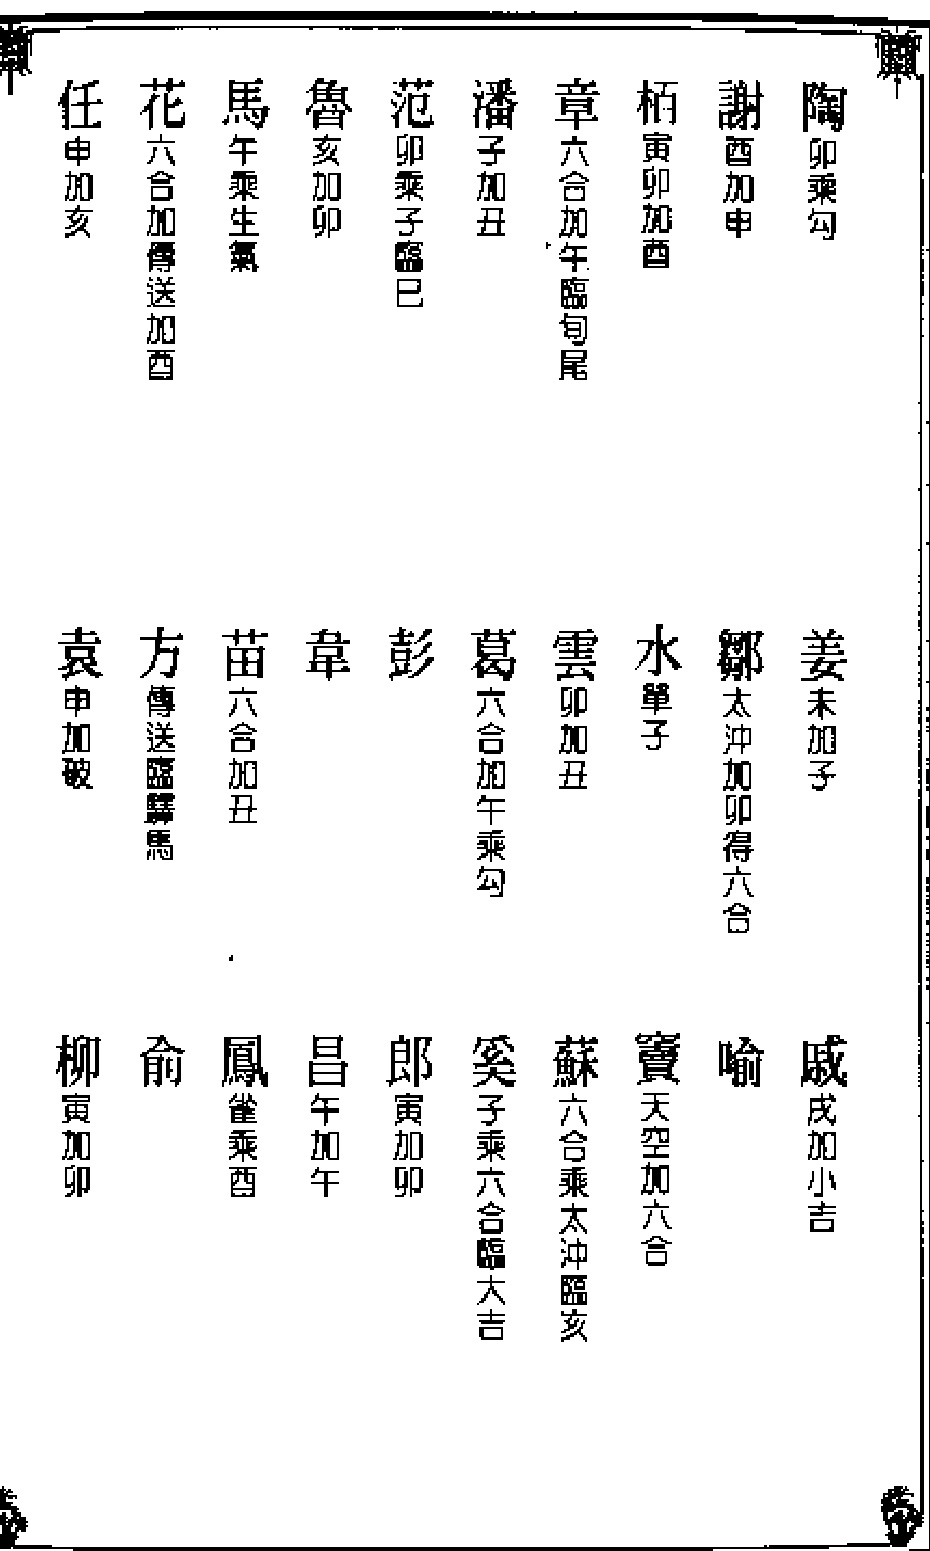 陶卯乘勾 姜未加子 戚戌加小吉
謝酉加申 鄒太沖加卯得六合 喻
栢寅卯加酉 水單子 竇天空加六合
章六合加午臨旬尾 雲卯加丑 蘇六合乘太沖臨亥
潘子加丑 葛六合加午乘勾 奚子乘六合臨大吉
范卯乘子臨巳 彭 郎寅加卯
魯亥加卯 韋 昌午加午
馬午乘生氣 苗六合加丑 鳳雀乘酉
花六合加傳送加酉 方傳送臨驛馬 俞
任申加亥 袁申加破 柳寅加卯